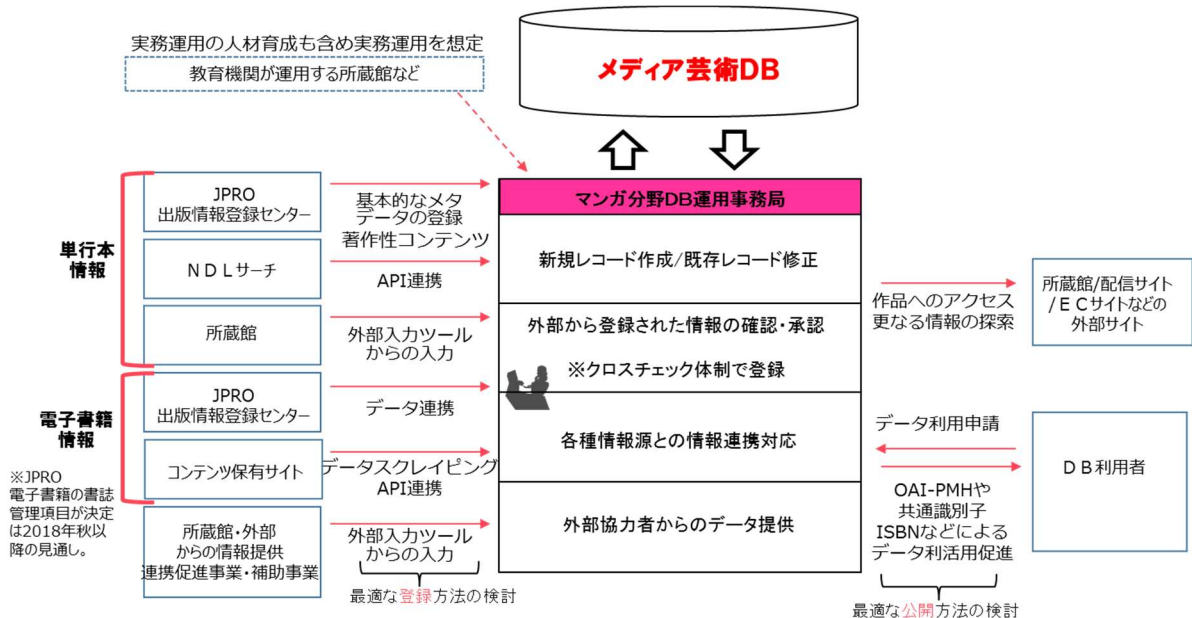 実務運用の人材育成も含め実務運用を想定
教育機関が運用する所蔵館など
メディア芸術DB
単行本
情報
JPRO
出版情報登録センター
基本的なメタ
データの登録
著作性コンテンツ
NDLサーチ
API連携
所蔵館
外部入力ツール
からの入力
電子書籍
情報
※JPRO
電子書籍の書誌
管理項目が決定
は2018年秋以
降の見通し。
JPRO
出版情報登録センター
データ連携
コンテンツ保有サイト
データスクレイピング
API連携
所蔵館・外部
からの情報提供
連携促進事業・補助事業
外部入力ツール
からの入力
最適な登録方法の検討
マンガ分野DB運用事務局
新規レコード作成/既存レコード修正
外部から登録された情報の確認・承認
※クロスチェック体制で登録
各種情報源との情報連携対応
外部協力者からのデータ提供
作品へのアクセス
更なる情報の探索
所蔵館/配信サイト
/ECサイトなどの
外部サイト
データ利用申請
DB利用者
OAI-PMHや
共通識別子
ISBNなどによる
データ利活用促進
最適な公開方法の検討